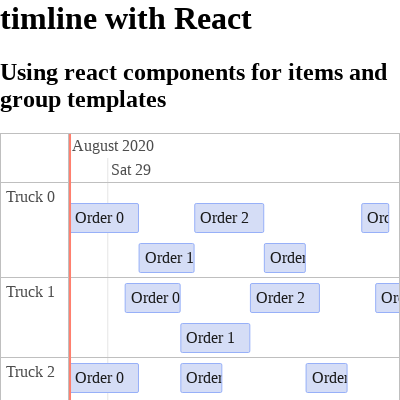 timline with React
Using react components for items and
group templates
August 2020
Sat 29
Truck 0
Order 0
Order 2
Ord
Order 1
Order
Truck 1
Order 0
Order 2
Or
Order 1
Truck 2
Order 0
Order
Order